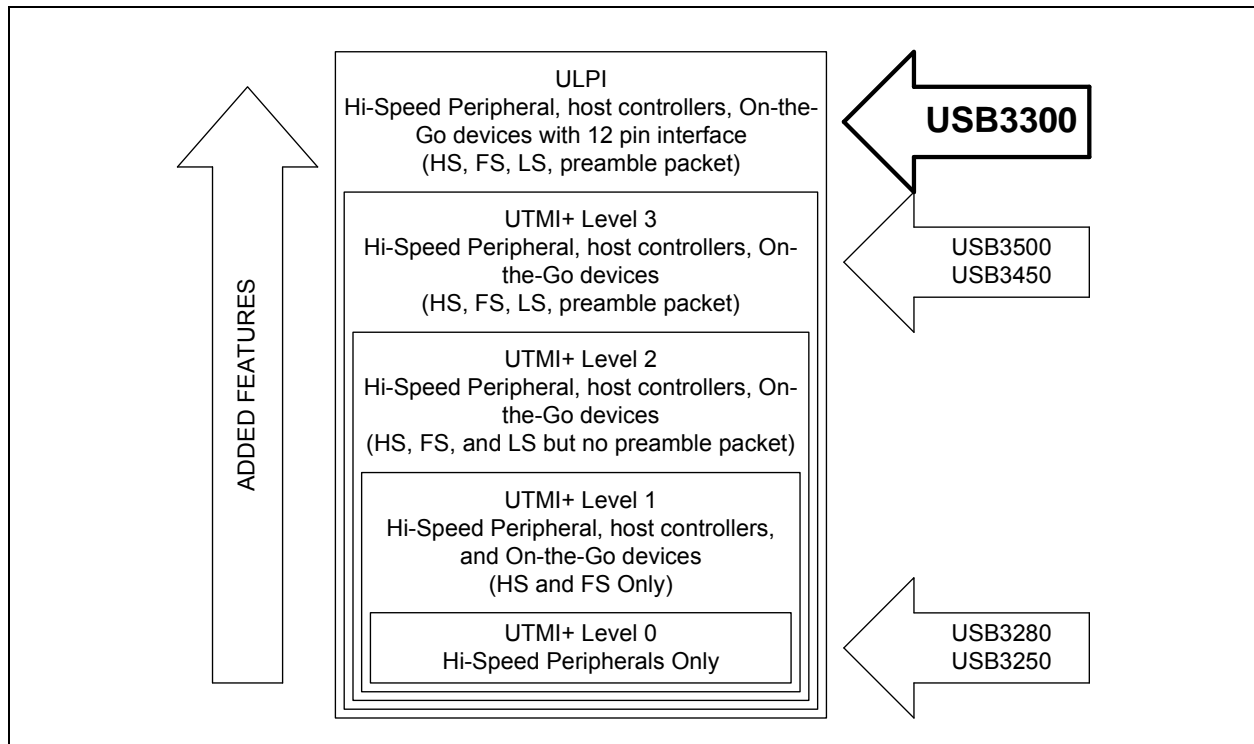 ADDED FEATURES
ULPI
Hi-Speed Peripheral, host controllers, On-the-
Go devices with 12 pin interface
(HS, FS, LS, preamble packet)
USB3300
UTMI+ Level 3
Hi-Speed Peripheral, host controllers, On-
the-Go devices
(HS, FS, LS, preamble packet)
USB3500
USB3450
UTMI+ Level 2
Hi-Speed Peripheral, host controllers, On-
the-Go devices
(HS, FS, and LS but no preamble packet)
UTMI+ Level 1
Hi-Speed Peripheral, host controllers,
and On-the-Go devices
(HS and FS Only)
UTMI+ Level 0
Hi-Speed Peripherals Only
USB3280
USB3250